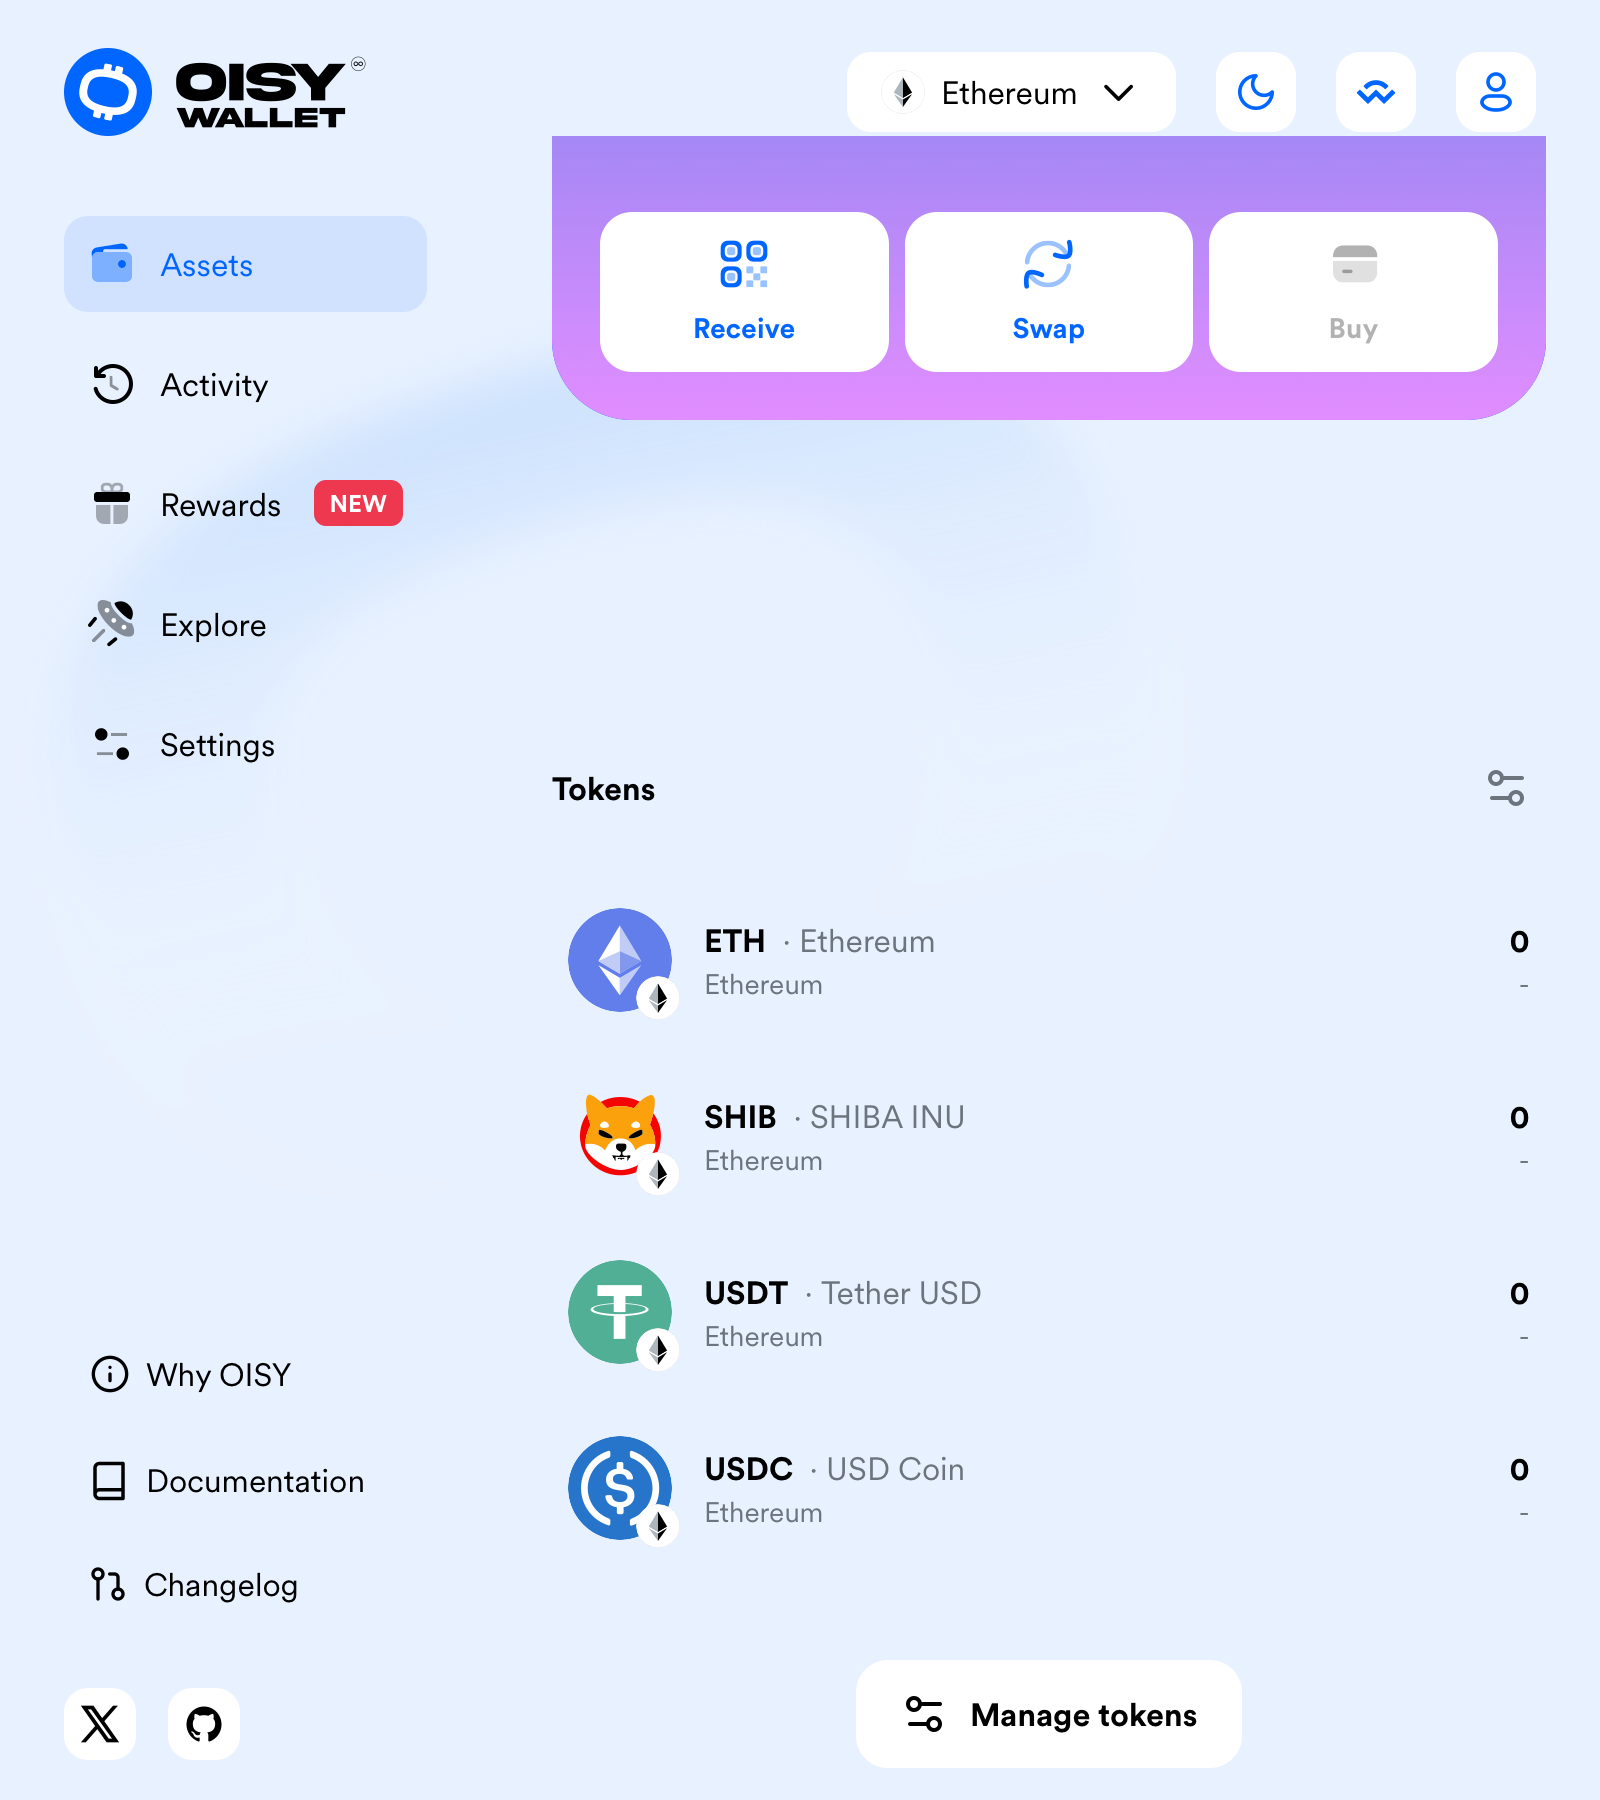 OISY
WALLET
Ethereum
Receive
Swap
Buy
Assets
Activity
Rewards NEW
Explore
Settings
Tokens
ETH · Ethereum 0
Ethereum -
SHIB · SHIBA INU 0
Ethereum -
USDT · Tether USD 0
Ethereum -
USDC · USD Coin 0
Ethereum -
Why OISY
Documentation
Changelog
Manage tokens